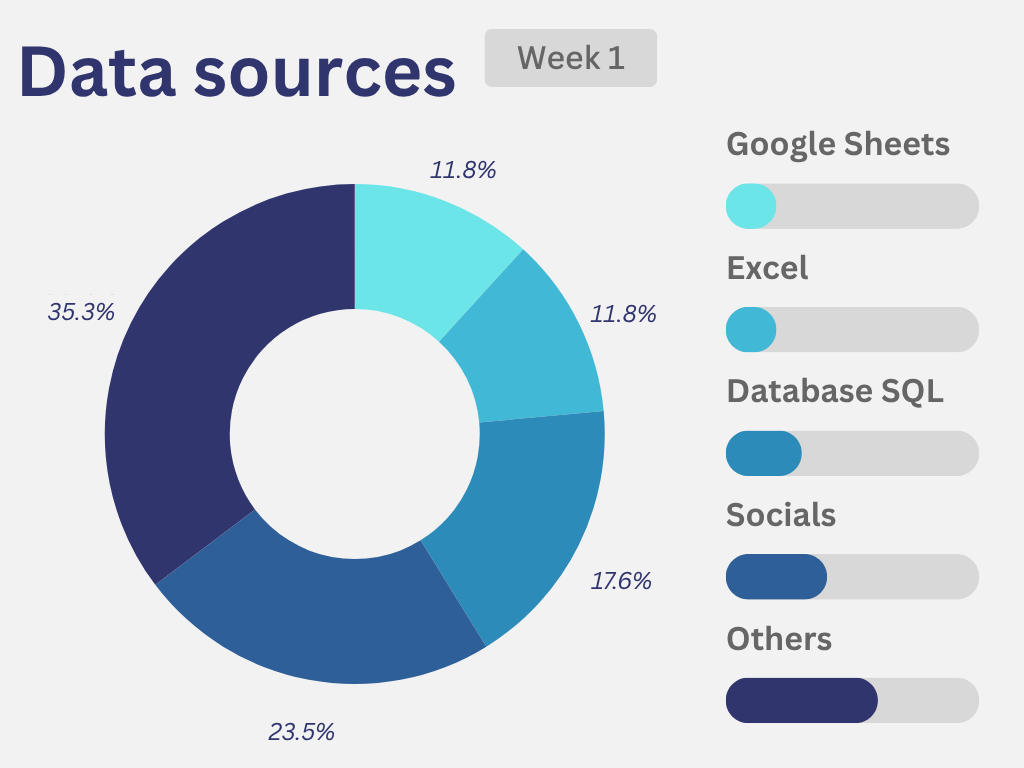 Data sources
Week 1
11.8%
11.8%
17.6%
23.5%
35.3%
Google Sheets
Excel
Database SQL
Socials
Others